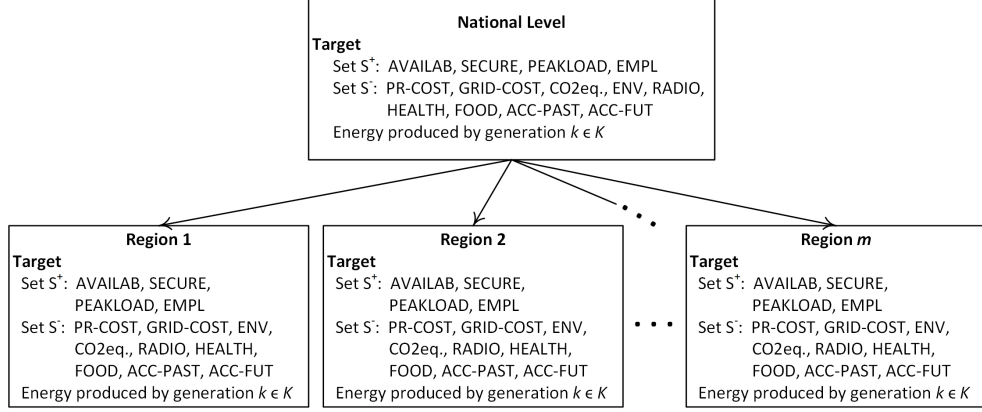 National Level
Target
Set S⁺: AVAILAB, SECURE, PEAKLOAD, EMPL
Set S⁻: PR-COST, GRID-COST, CO2eq., ENV, RADIO,
HEALTH, FOOD, ACC-PAST, ACC-FUT
Energy produced by generation k ϵ K
Region 1
Target
Set S⁺: AVAILAB, SECURE,
PEAKLOAD, EMPL
Set S⁻: PR-COST, GRID-COST, ENV,
CO2eq., RADIO, HEALTH,
FOOD, ACC-PAST, ACC-FUT
Energy produced by generation k ϵ K
Region 2
Target
Set S⁺: AVAILAB, SECURE,
PEAKLOAD, EMPL
Set S⁻: PR-COST, GRID-COST, ENV,
CO2eq., RADIO, HEALTH,
FOOD, ACC-PAST, ACC-FUT
Energy produced by generation k ϵ K
Region m
Target
Set S⁺: AVAILAB, SECURE,
PEAKLOAD, EMPL
Set S⁻: PR-COST, GRID-COST, ENV,
CO2eq., RADIO, HEALTH,
FOOD, ACC-PAST, ACC-FUT
Energy produced by generation k ϵ K